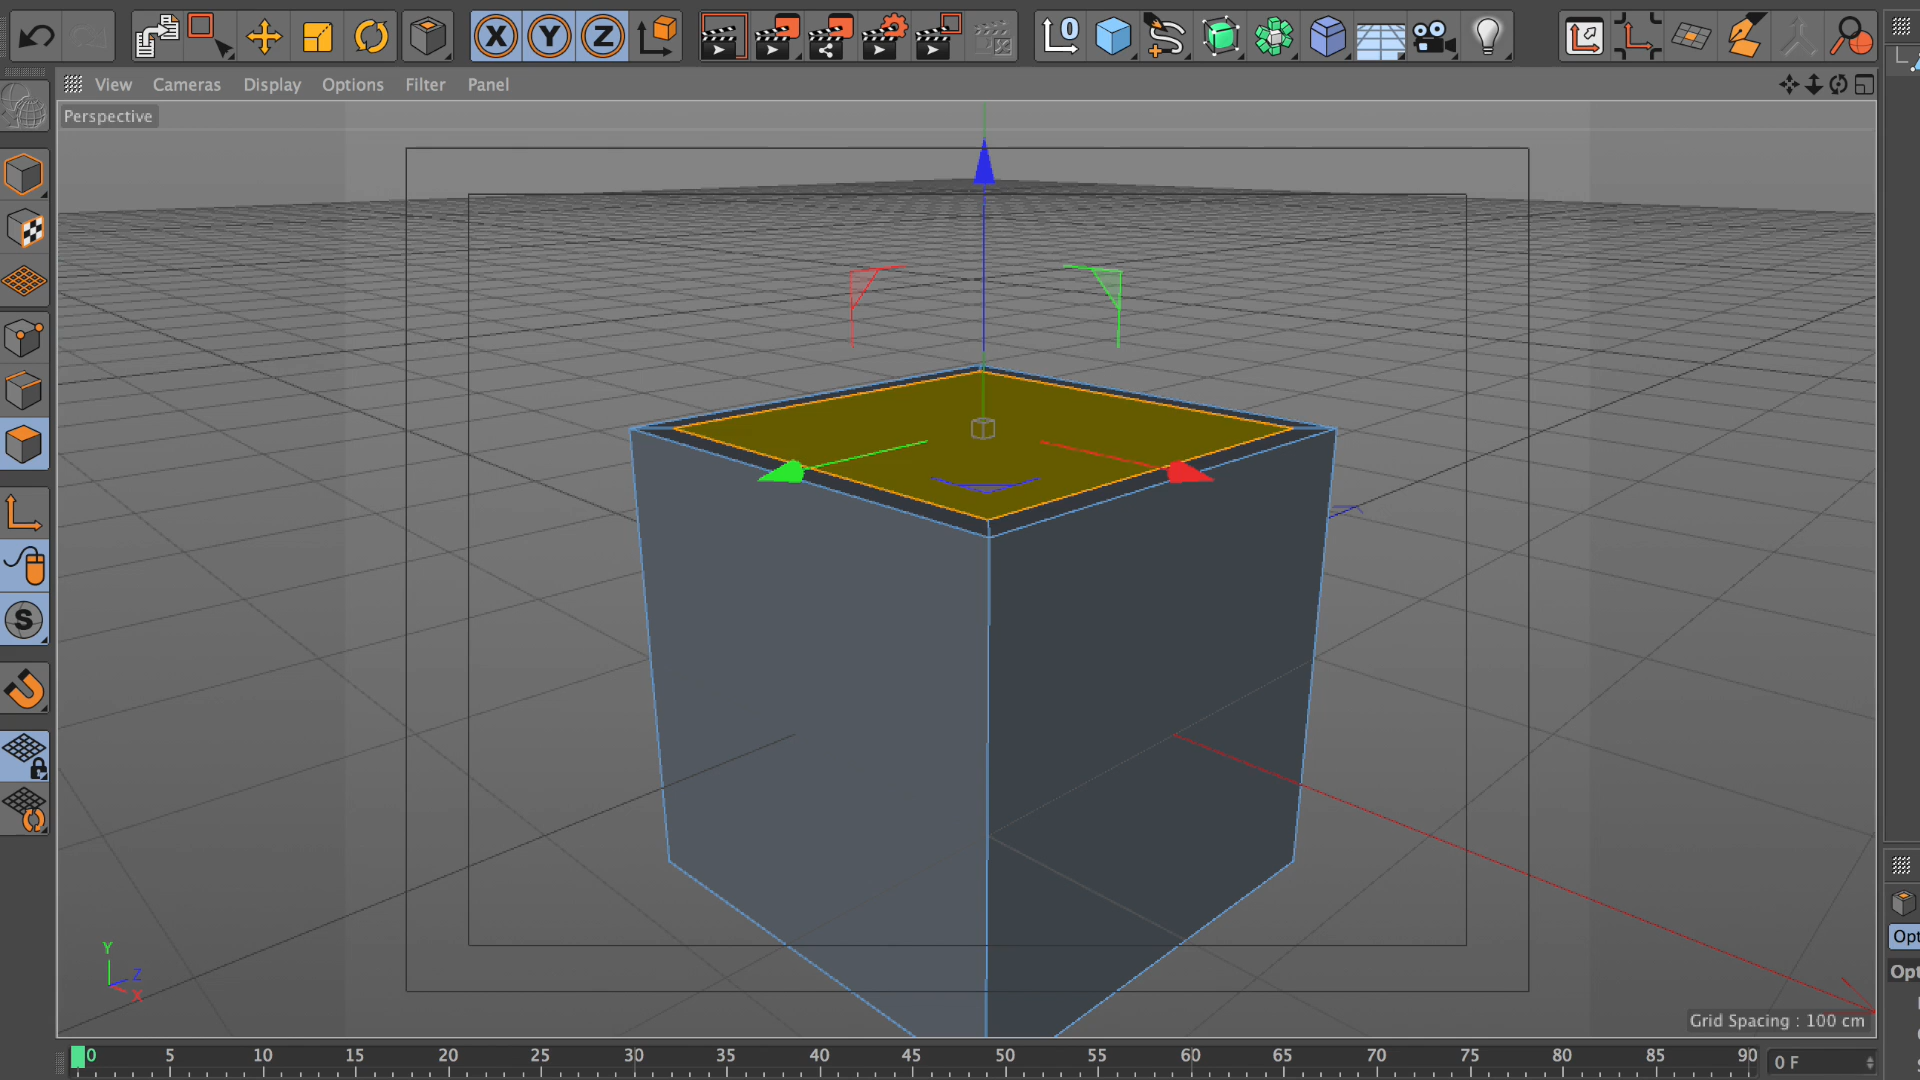 X Y Z
0
View Cameras Display Options Filter Panel
Perspective
S
Y
Z
X
Opt
Opt
Grid Spacing : 100 cm
0 5 10 15 20 25 30 35 40 45 50 55 60 65 70 75 80 85 90
0 F